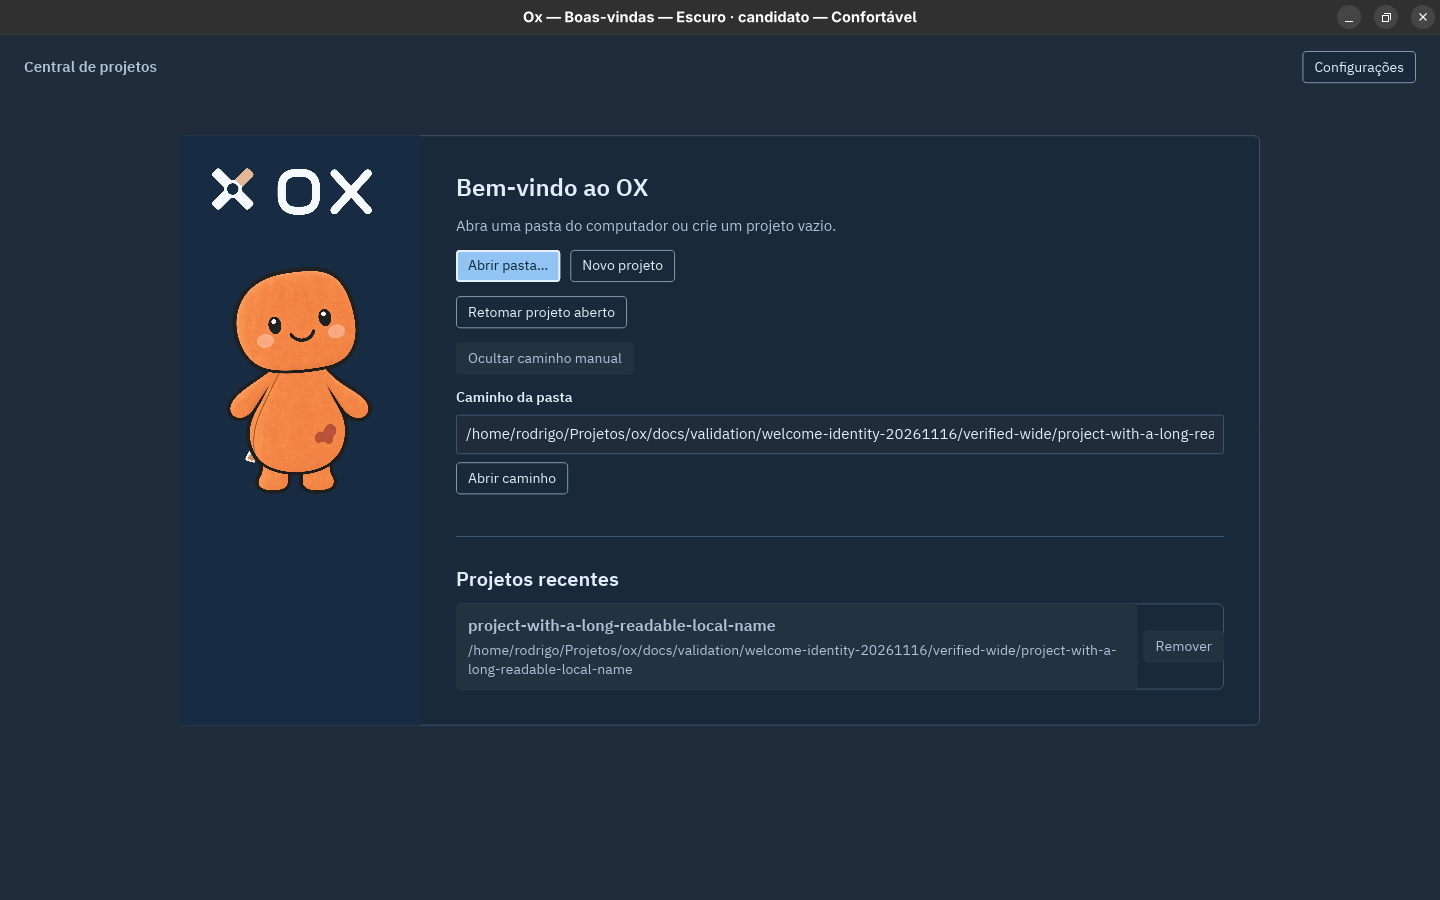 Ox — Boas-vindas — Escuro · candidato — Confortável
Central de projetos
Configurações
OX
Bem-vindo ao OX
Abra uma pasta do computador ou crie um projeto vazio.
Abrir pasta...
Novo projeto
Retomar projeto aberto
Ocultar caminho manual
Caminho da pasta
/home/rodrigo/Projetos/ox/docs/validation/welcome-identity-20261116/verified-wide/project-with-a-long-rea
Abrir caminho
Projetos recentes
project-with-a-long-readable-local-name
/home/rodrigo/Projetos/ox/docs/validation/welcome-identity-20261116/verified-wide/project-with-a-
long-readable-local-name
Remover